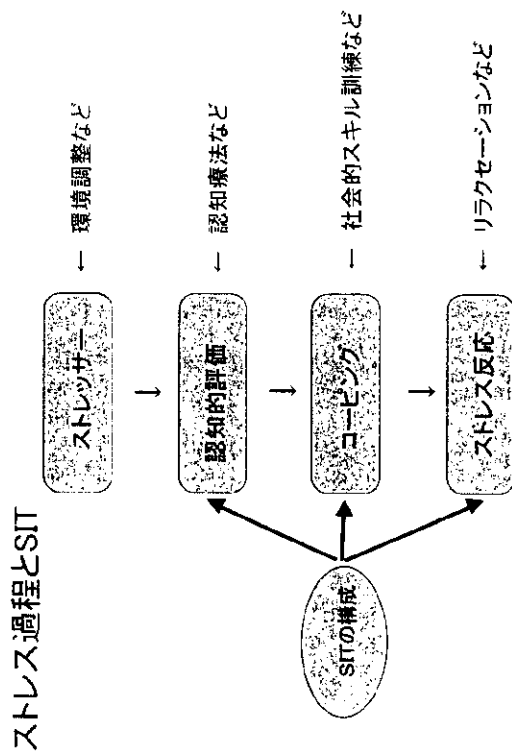 ストレス過程とSIT
ストレッサー ← 環境調整など
↓
認知的評価 ← 認知療法など
↓
コーピング ← 社会的スキル訓練など
↓
ストレス反応 ← リラクセーションなど
SITの構成